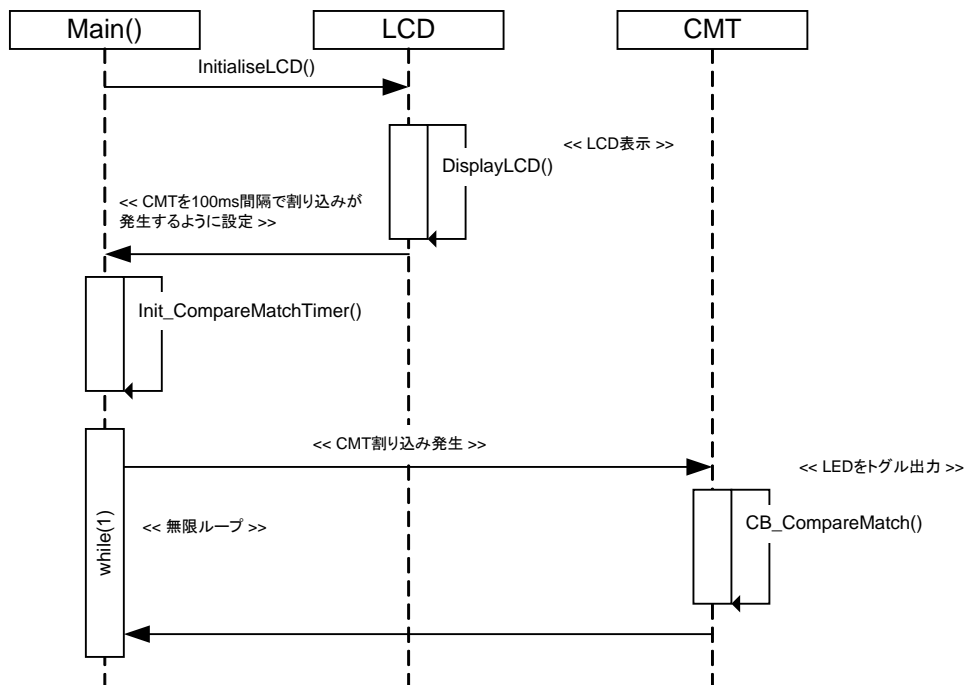 Main()
LCD
CMT
InitialiseLCD()
<< LCD表示 >>
DisplayLCD()
<< CMTを100ms間隔で割り込みが
発生するように設定 >>
Init_CompareMatchTimer()
<< CMT割り込み発生 >>
<< LEDをトグル出力 >>
CB_CompareMatch()
while(1)
<< 無限ループ >>